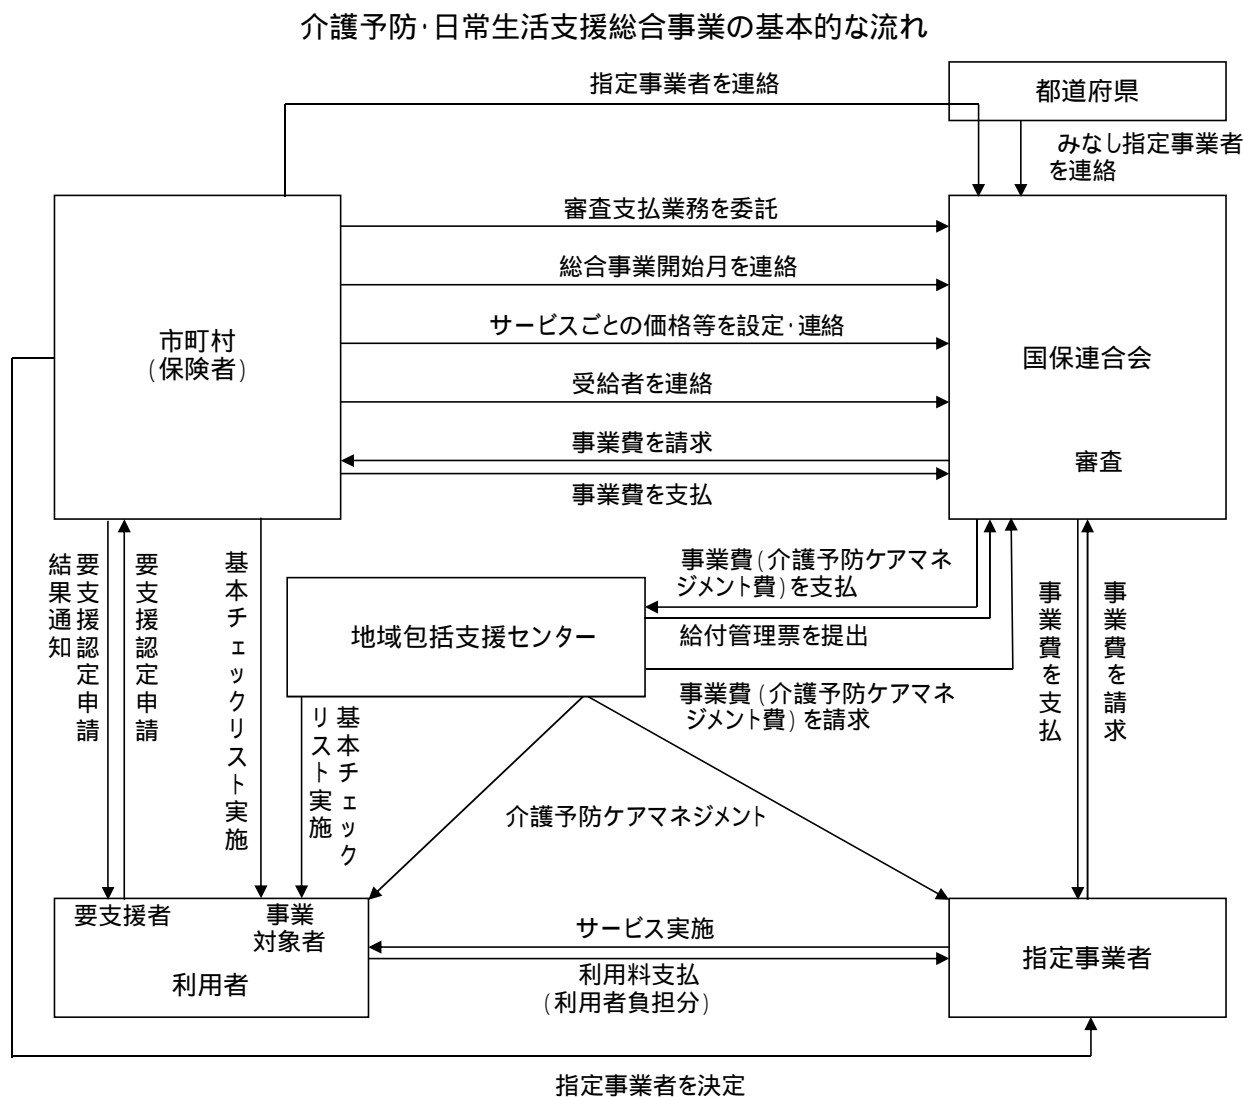 介護予防・日常生活支援総合事業の基本的な流れ
指定事業者を連絡
都道府県
みなし指定事業者
を連絡
審査支払業務を委託
総合事業開始月を連絡
サービスごとの価格等を設定・連絡
市町村
(保険者)
国保連合会
受給者を連絡
事業費を請求
審査
事業費を支払
要支援認定申請
結果通知
要支援認定申請
基本チェックリスト実施
事業費(介護予防ケアマネ
ジメント費)を支払
地域包括支援センター
給付管理票を提出
事業費(介護予防ケアマネ
ジメント費)を請求
事業費を支払
事業費を請求
基本チェック
リスト実施
介護予防ケアマネジメント
要支援者
事業
対象者
利用者
サービス実施
利用料支払
(利用者負担分)
指定事業者
指定事業者を決定